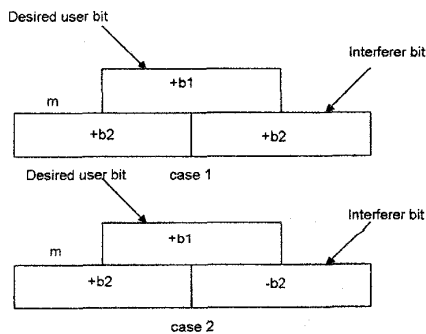 Desired user bit
Interferer bit
+b1
m
+b2 +b2
Desired user bit case 1
Interferer bit
+b1
m
+b2 -b2
case 2